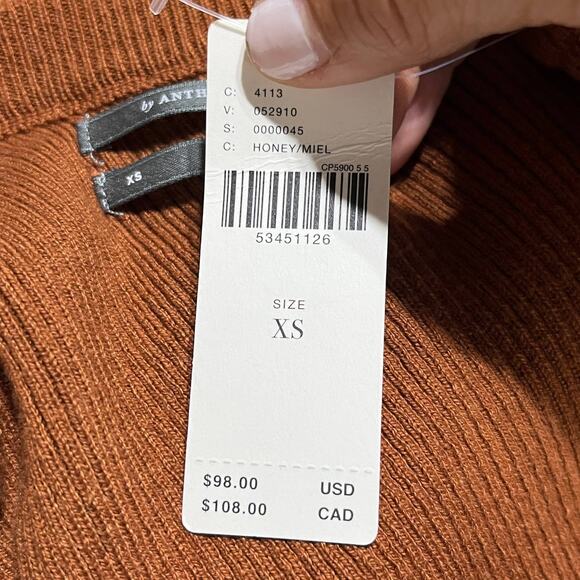 by ANTH
XS
C: 4113
V: 052910
S: 0000045
C: HONEY/MIEL
CP5900 5 5
53451126
SIZE
XS
$98.00 USD
$108.00 CAD